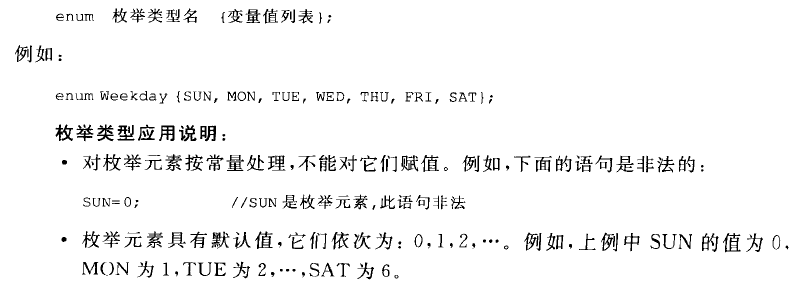 enum 枚举类型名 {变量值列表};
例如：
enum Weekday {SUN, MON, TUE, WED, THU, FRI, SAT};
枚举类型应用说明：
• 对枚举元素按常量处理,不能对它们赋值。例如,下面的语句是非法的：
SUN=0; //SUN 是枚举元素,此语句非法
• 枚举元素具有默认值,它们依次为：0,1,2,…。例如,上例中 SUN 的值为 0,
MON 为 1,TUE 为 2,…,SAT 为 6。